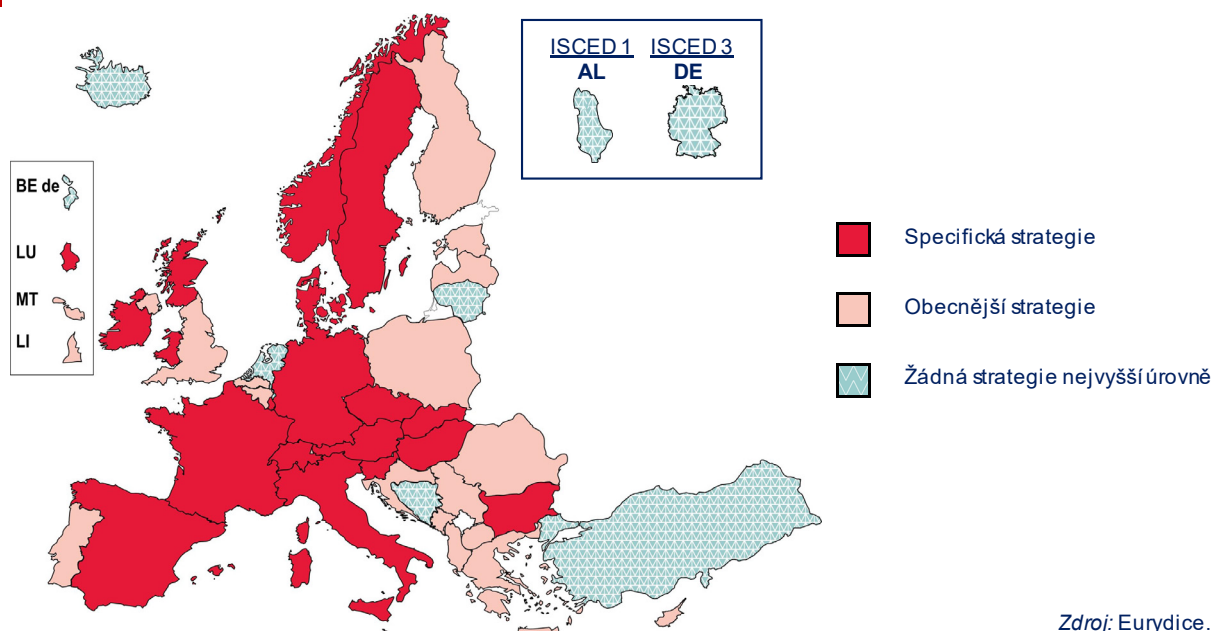 ISCED 1 ISCED 3
AL DE
BE de
LU
MT
LI
Specifická strategie
Obecnější strategie
Žádná strategie nejvyšší úrovně
Zdroj: Eurydice.